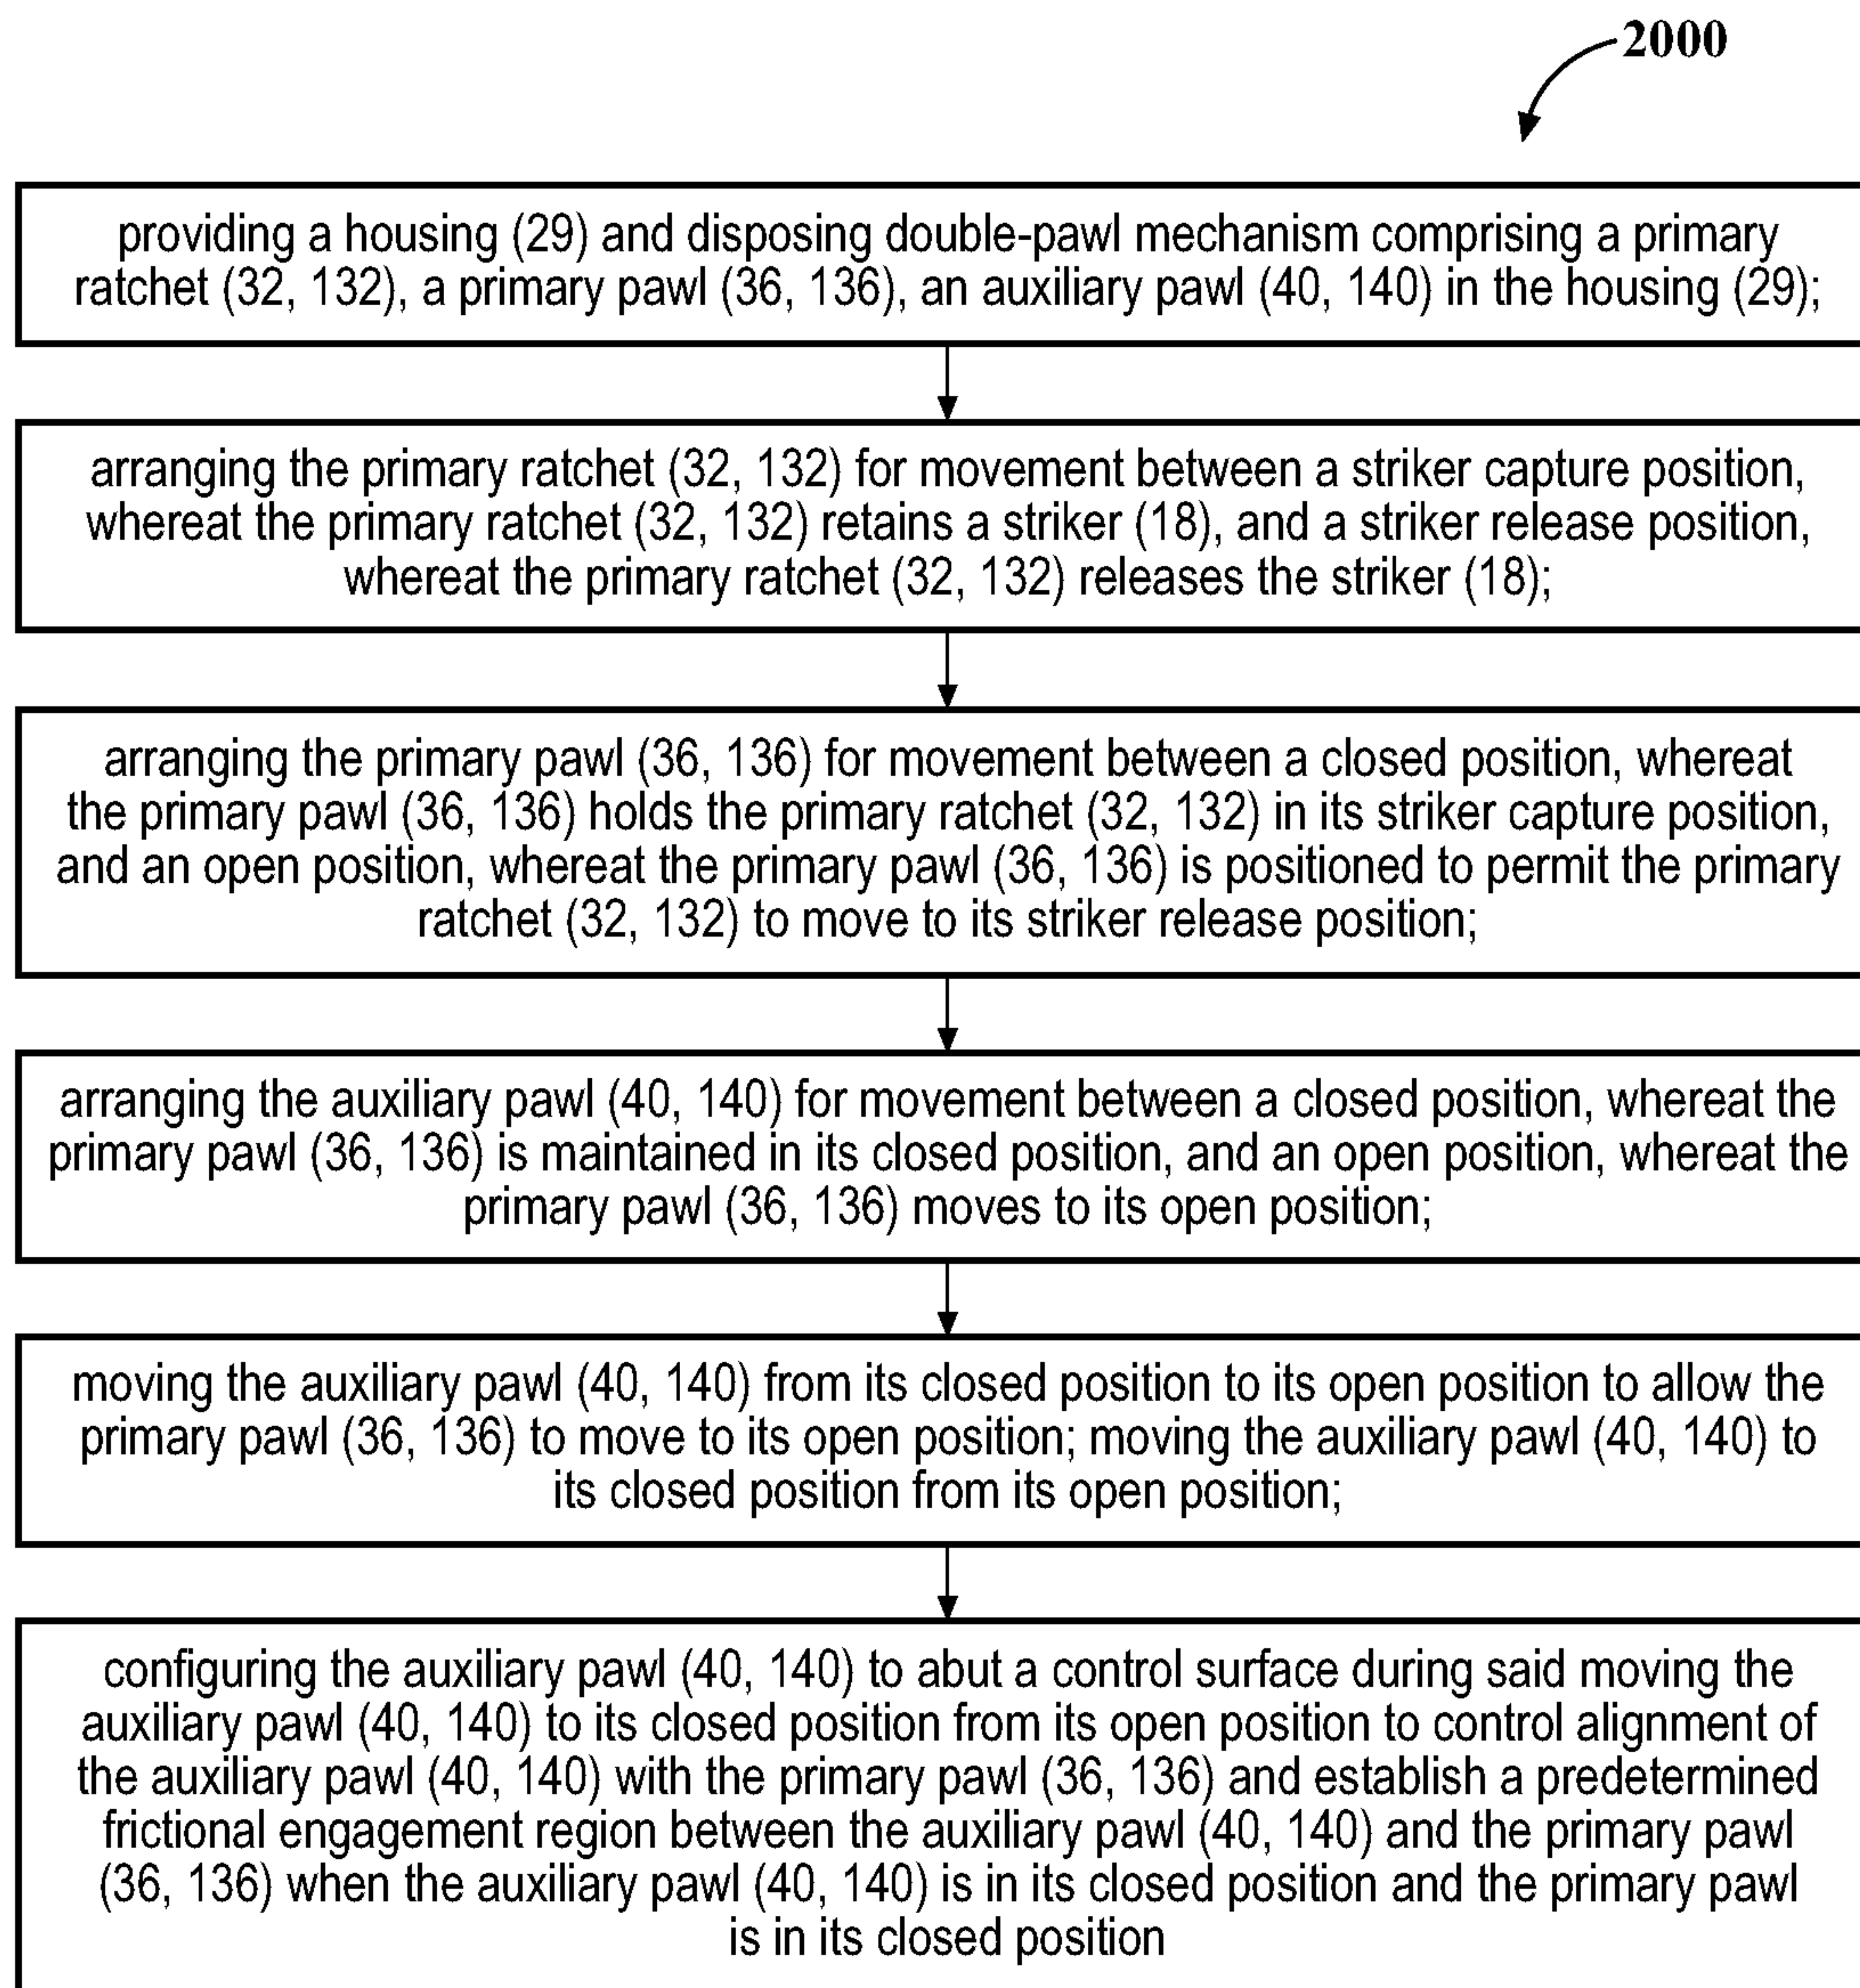 2000
providing a housing (29) and disposing double-pawl mechanism comprising a primary
ratchet (32, 132), a primary pawl (36, 136), an auxiliary pawl (40, 140) in the housing (29);
arranging the primary ratchet (32, 132) for movement between a striker capture position,
whereat the primary ratchet (32, 132) retains a striker (18), and a striker release position,
whereat the primary ratchet (32, 132) releases the striker (18);
arranging the primary pawl (36, 136) for movement between a closed position, whereat
the primary pawl (36, 136) holds the primary ratchet (32, 132) in its striker capture position,
and an open position, whereat the primary pawl (36, 136) is positioned to permit the primary
ratchet (32, 132) to move to its striker release position;
arranging the auxiliary pawl (40, 140) for movement between a closed position, whereat the
primary pawl (36, 136) is maintained in its closed position, and an open position, whereat the
primary pawl (36, 136) moves to its open position;
moving the auxiliary pawl (40, 140) from its closed position to its open position to allow the
primary pawl (36, 136) to move to its open position; moving the auxiliary pawl (40, 140) to
its closed position from its open position;
configuring the auxiliary pawl (40, 140) to abut a control surface during said moving the
auxiliary pawl (40, 140) to its closed position from its open position to control alignment of
the auxiliary pawl (40, 140) with the primary pawl (36, 136) and establish a predetermined
frictional engagement region between the auxiliary pawl (40, 140) and the primary pawl
(36, 136) when the auxiliary pawl (40, 140) is in its closed position and the primary pawl
is in its closed position